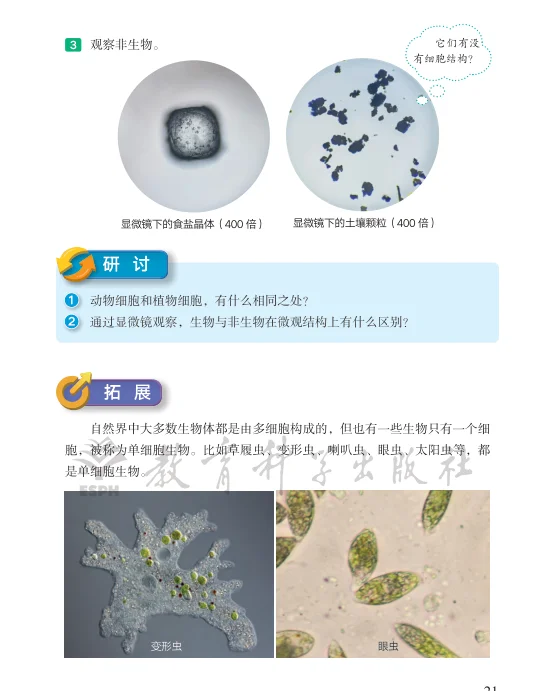 3 观察非生物。
它们有没
有细胞结构？
显微镜下的食盐晶体（400 倍）
显微镜下的土壤颗粒（400 倍）
研讨
1 动物细胞和植物细胞，有什么相同之处？
2 通过显微镜观察，生物与非生物在微观结构上有什么区别？
拓展
自然界中大多数生物体都是由多细胞构成的，但也有一些生物只有一个细
胞，被称为单细胞生物。比如草履虫、变形虫、喇叭虫、眼虫、太阳虫等，都
是单细胞生物。
ESPH 教育科学出版社
变形虫
眼虫